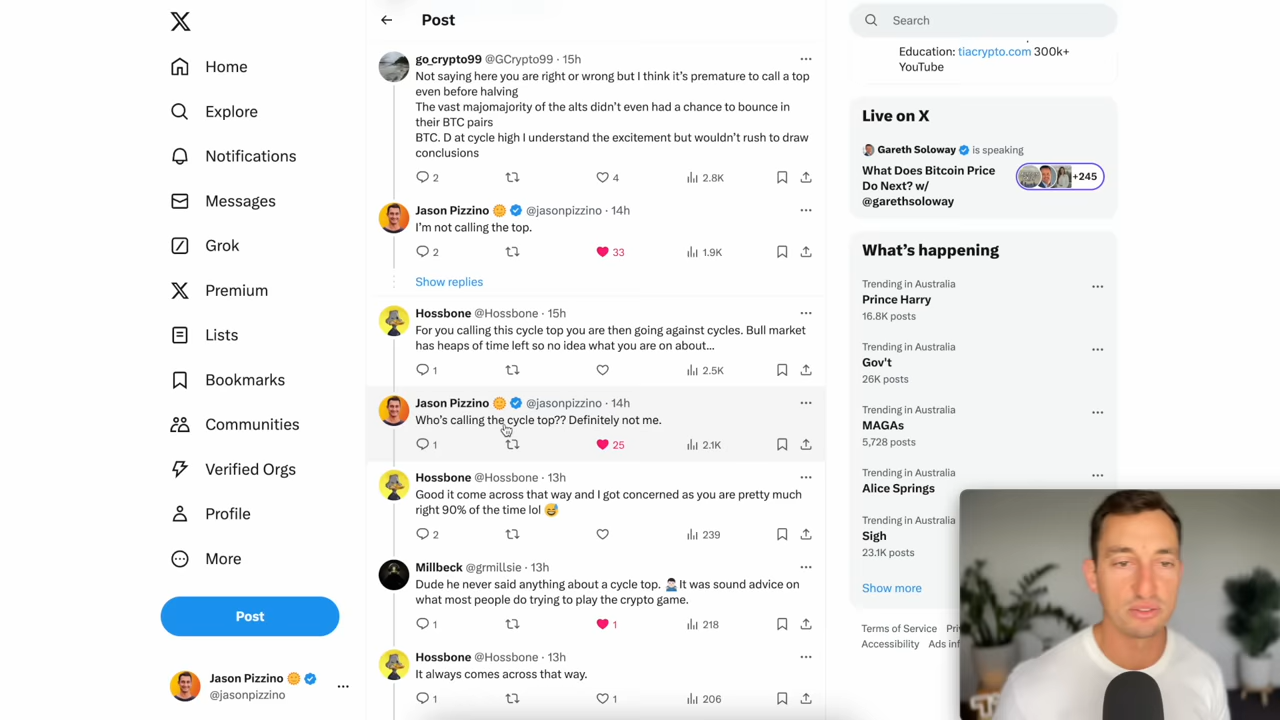 Home
Explore
Notifications
Messages
Grok
Premium
Lists
Bookmarks
Communities
Verified Orgs
Profile
More
Post
Jason Pizzino
@jasonpizzino
Post
go_crypto99 @GCrypto99 · 15h
Not saying here you are right or wrong but I think it's premature to call a top
even before halving
The vast majomajority of the alts didn't even had a chance to bounce in
their BTC pairs
BTC. D at cycle high I understand the excitement but wouldn't rush to draw
conclusions
2 4 2.8K
Jason Pizzino @jasonpizzino · 14h
I'm not calling the top.
2 33 1.9K
Show replies
Hossbone @Hossbone · 15h
For you calling this cycle top you are then going against cycles. Bull market
has heaps of time left so no idea what you are on about...
1 2.5K
Jason Pizzino @jasonpizzino · 14h
Who's calling the cycle top?? Definitely not me.
1 25 2.1K
Hossbone @Hossbone · 13h
Good it come across that way and I got concerned as you are pretty much
right 90% of the time lol 😅
2 239
Millbeck @grmillsie · 13h
Dude he never said anything about a cycle top. 🤷🏻‍♂️It was sound advice on
what most people do trying to play the crypto game.
1 1 218
Hossbone @Hossbone · 13h
It always comes across that way.
1 1 206
Search
Education: tiacrypto.com 300k+
YouTube
Live on X
Gareth Soloway is speaking
What Does Bitcoin Price
Do Next? w/
@garethsoloway
+245
What's happening
Trending in Australia
Prince Harry
16.8K posts
Trending in Australia
Gov't
26K posts
Trending in Australia
MAGAs
5,728 posts
Trending in Australia
Alice Springs
Trending in Australia
Sigh
23.1K posts
Show more
Terms of Service
Accessibility